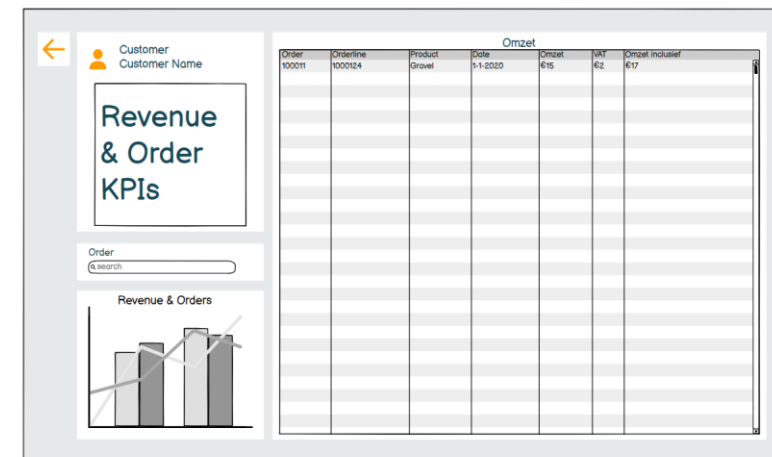 Customer
Customer Name
Revenue
& Order
KPIs
Order
search
Revenue & Orders
Omzet
Order Orderline Product Date Omzet VAT Omzet inclusief
100011 1000124 Gravel 1-1-2020 €15 €2 €17